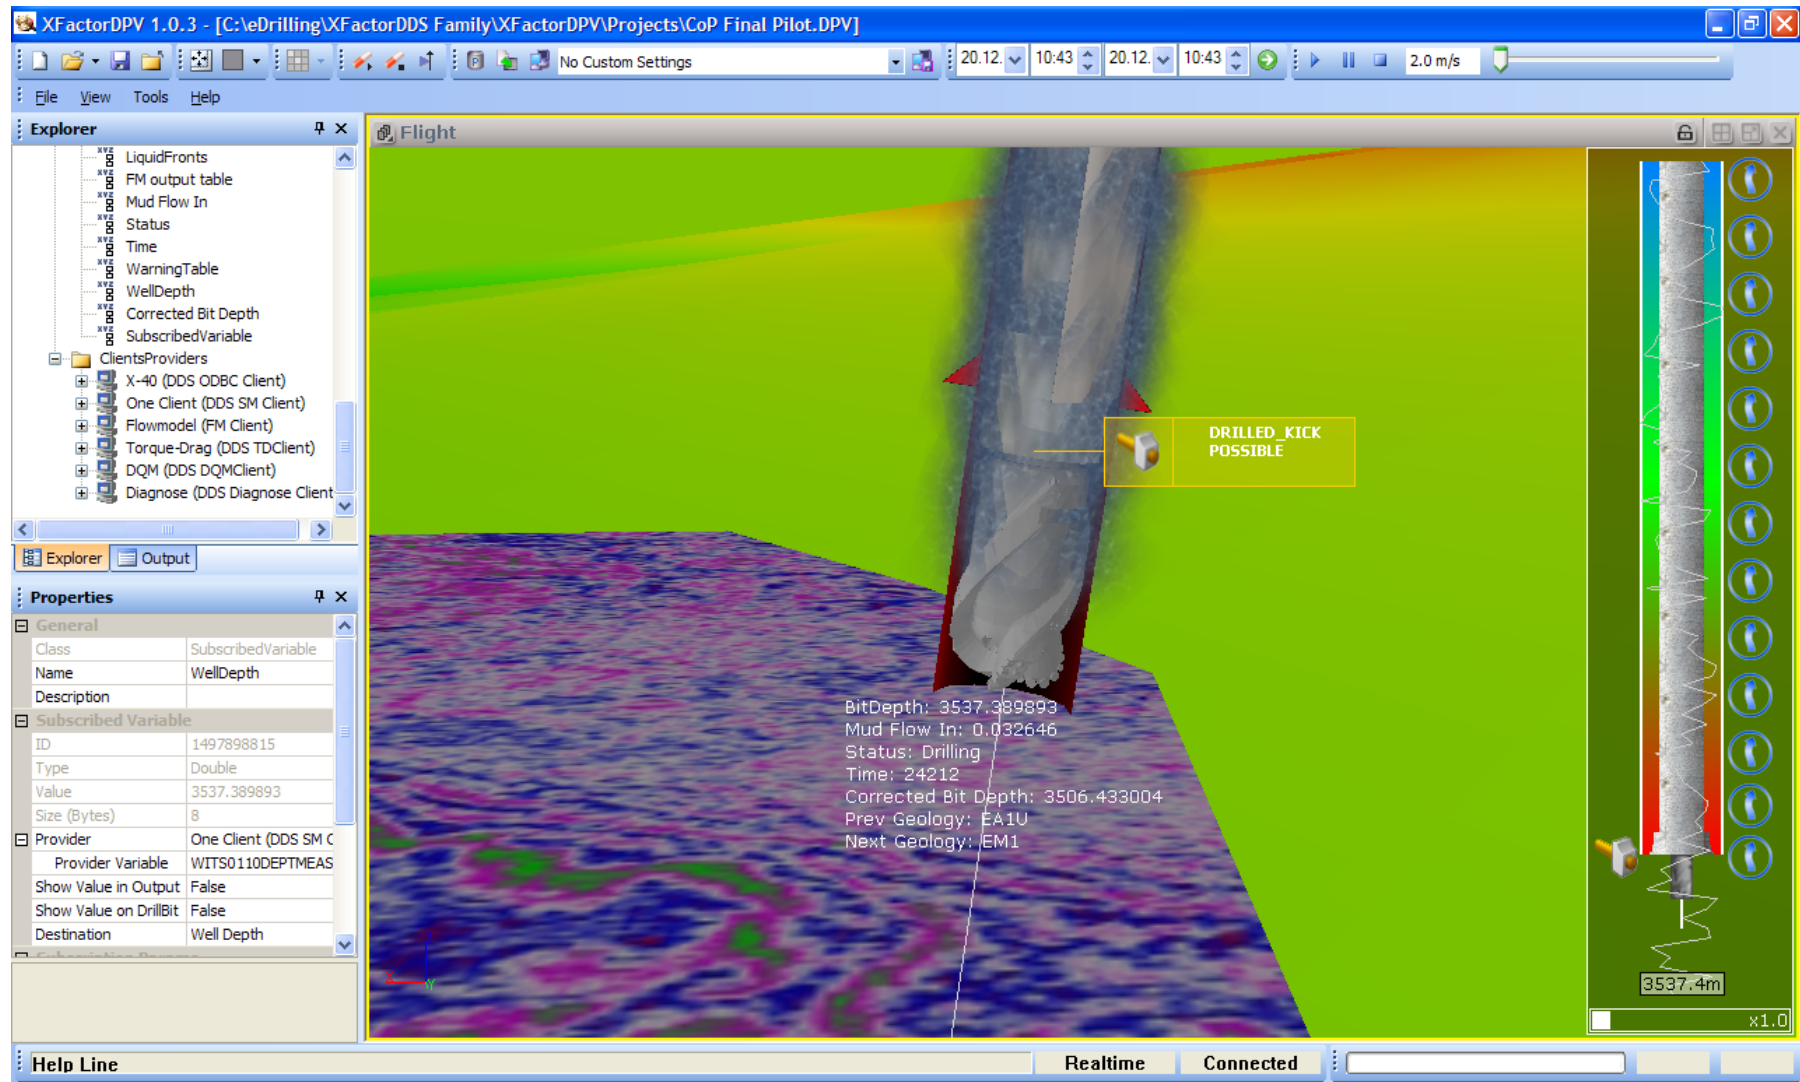 XFactorDPV 1.0.3 - [C:\eDrilling\XFactorDDS Family\XFactorDPV\Projects\CoP Final Pilot.DPV]
No Custom Settings
20.12.
10:43
20.12.
10:43
2.0 m/s
File View Tools Help
Explorer
LiquidFronts
FM output table
Mud Flow In
Status
Time
WarningTable
WellDepth
Corrected Bit Depth
SubscribedVariable
ClientsProviders
X-40 (DDS ODBC Client)
One Client (DDS SM Client)
Flowmodel (FM Client)
Torque-Drag (DDS TDClient)
DQM (DDS DQMClient)
Diagnose (DDS Diagnose Client
Explorer Output
Properties
General
Class SubscribedVariable
Name WellDepth
Description
Subscribed Variable
ID 1497898815
Type Double
Value 3537.389893
Size (Bytes) 8
Provider One Client (DDS SM C
Provider Variable WITS0110DEPTMEAS
Show Value in Output False
Show Value on DrillBit False
Destination Well Depth
Flight
DRILLED_KICK
POSSIBLE
BitDepth: 3537.389893
Mud Flow In: 0.032646
Status: Drilling
Time: 24212
Corrected Bit Depth: 3506.433004
Prev Geology: EA1U
Next Geology: EM1
X
Y
3537.4m
x1.0
Help Line
Realtime
Connected